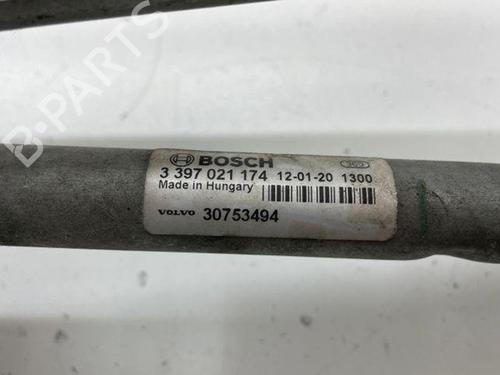 BOSCH
3 397 021 174 12-01-20 1300
Made in Hungary
VOLVO 30753494
B-PARTS